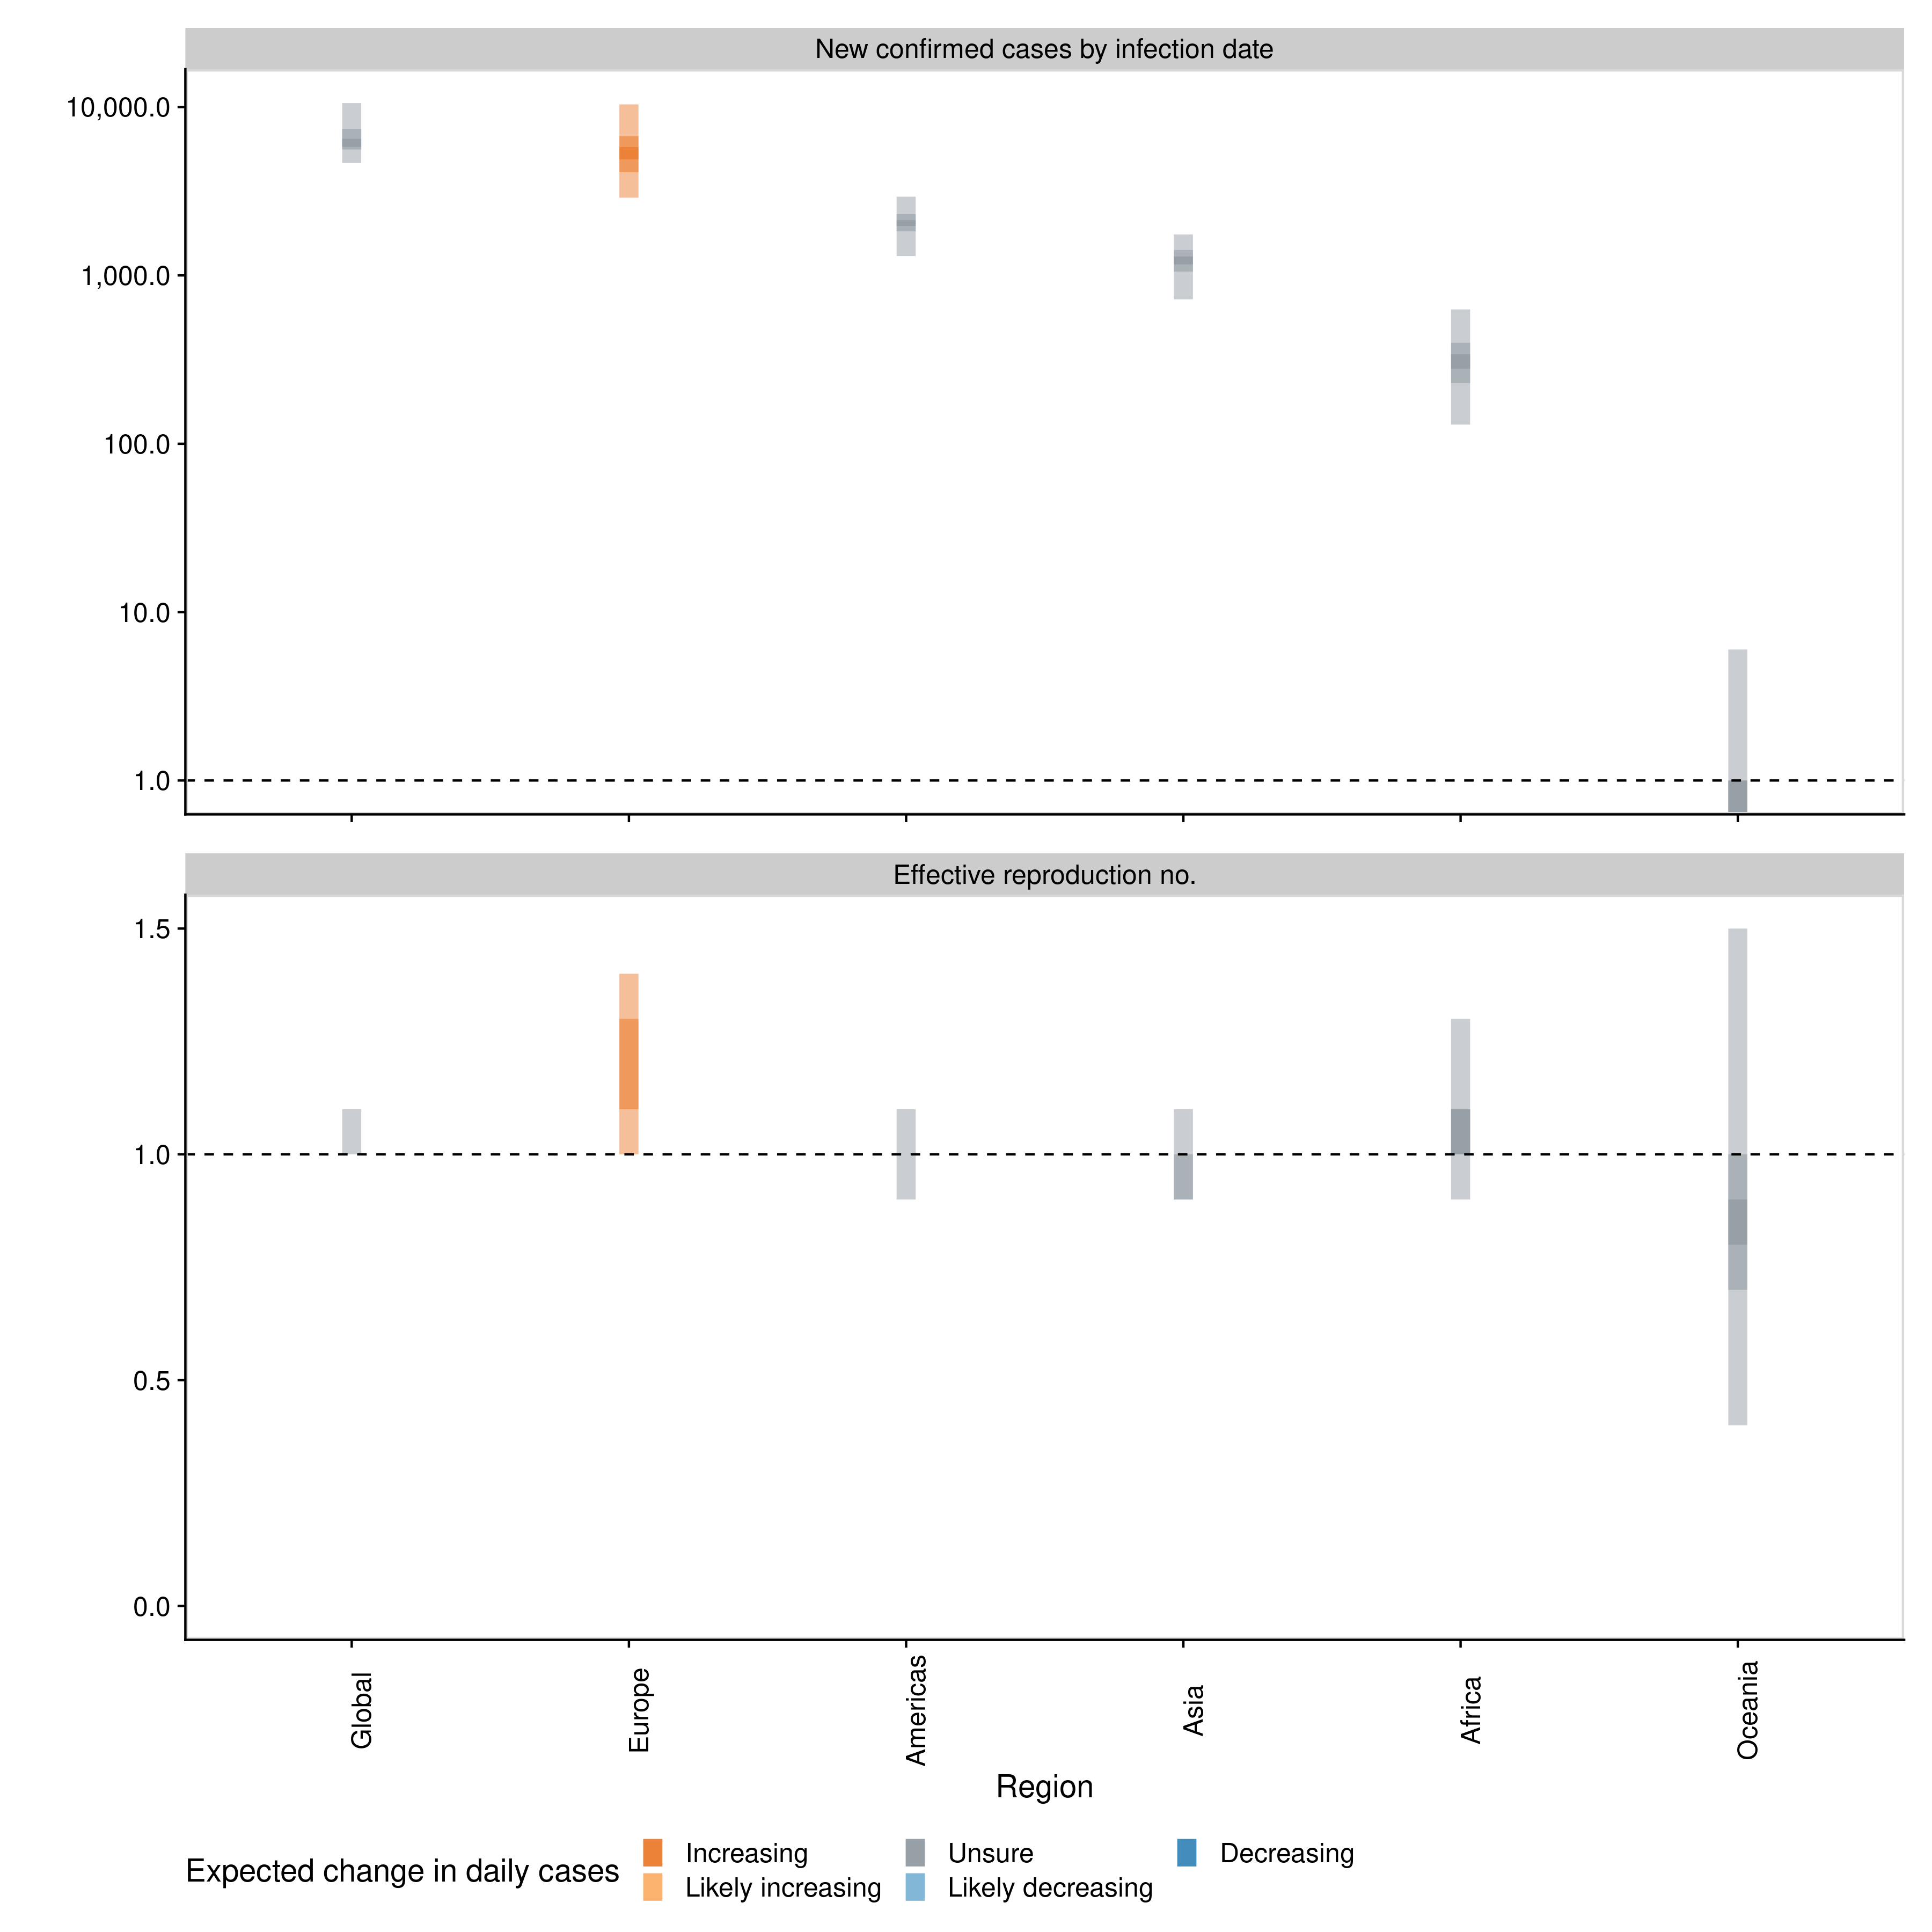 New confirmed cases by infection date
10,000.0
1,000.0
100.0
10.0
1.0
Effective reproduction no.
1.5
1.0
0.5
0.0
Global
Europe
Americas
Asia
Africa
Oceania
Region
Expected change in daily cases
Increasing
Unsure
Decreasing
Likely increasing
Likely decreasing